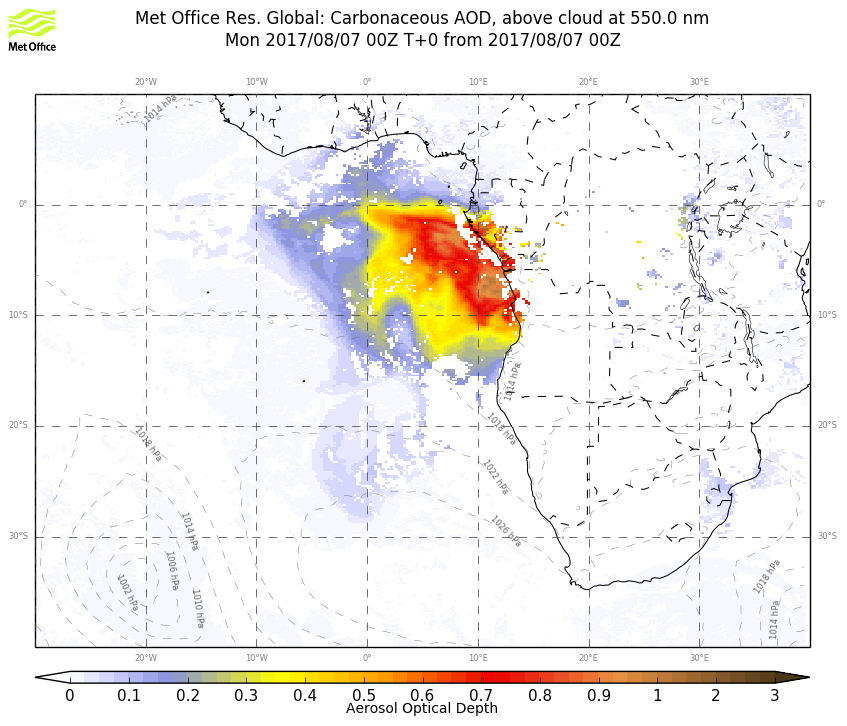 Met Office Res. Global: Carbonaceous AOD, above cloud at 550.0 nm
Mon 2017/08/07 00Z T+0 from 2017/08/07 00Z
Met Office
20°W 10°W 0° 10°E 20°E 30°E
1014 hPa
0° 0°
10°S 10°S
1014 hPa
1018 hPa 1018 hPa
20°S 20°S
1022 hPa
1014 hPa 1026 hPa
30°S 30°S
1006 hPa 1018 hPa
1002 hPa 1010 hPa 1014 hPa
20°W 10°W 0° 10°E 20°E 30°E
0 0.1 0.2 0.3 0.4 0.5 0.6 0.7 0.8 0.9 1 2 3
Aerosol Optical Depth